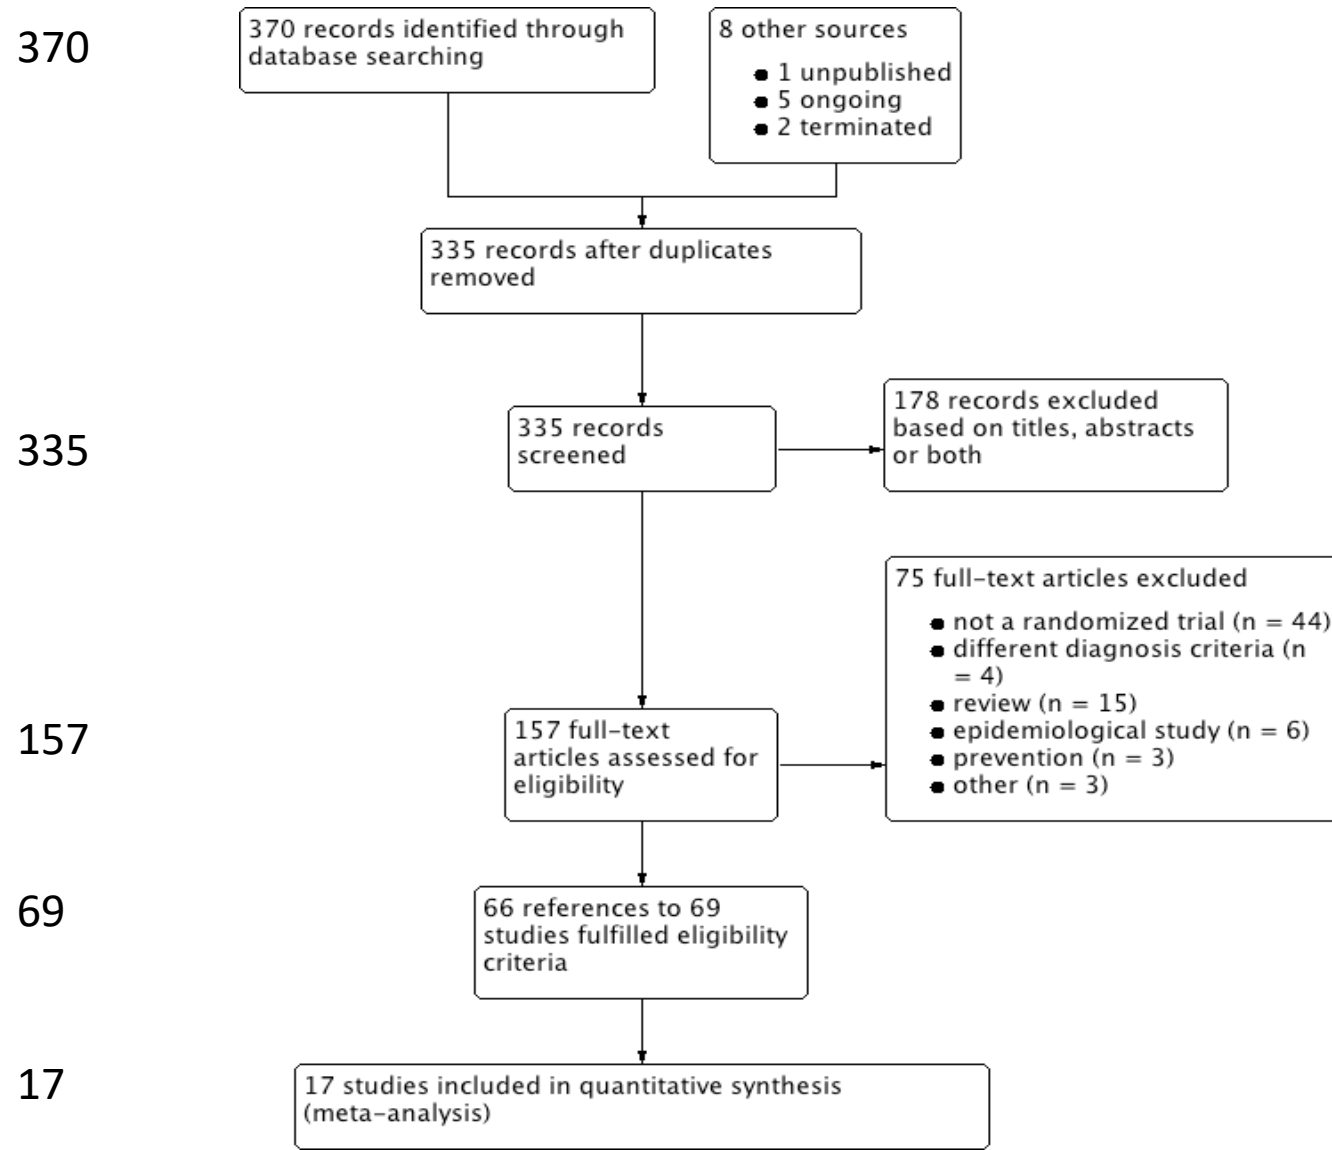 370
370 records identified through
database searching
8 other sources
● 1 unpublished
● 5 ongoing
● 2 terminated
335 records after duplicates
removed
335
335 records
screened
178 records excluded
based on titles, abstracts
or both
75 full-text articles excluded
● not a randomized trial (n = 44)
● different diagnosis criteria (n
= 4)
● review (n = 15)
● epidemiological study (n = 6)
● prevention (n = 3)
● other (n = 3)
157
157 full-text
articles assessed for
eligibility
69
66 references to 69
studies fulfilled eligibility
criteria
17
17 studies included in quantitative synthesis
(meta-analysis)